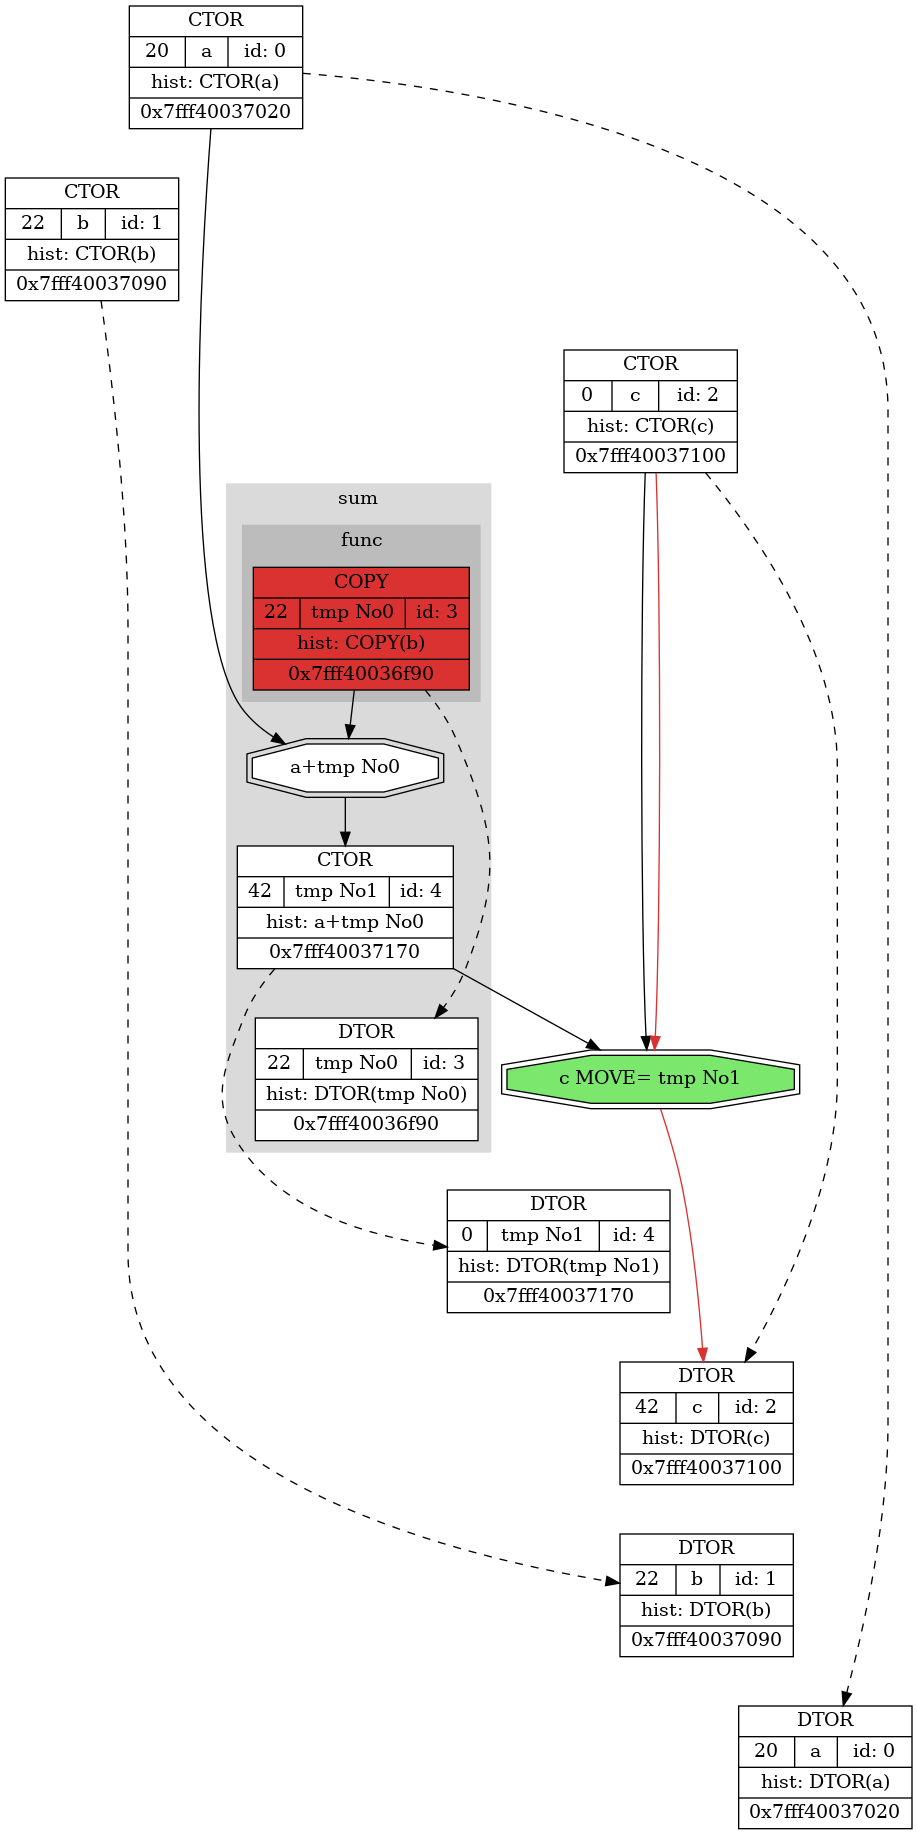 CTOR
20 a id: 0
hist: CTOR(a)
0x7fff40037020
CTOR
22 b id: 1
hist: CTOR(b)
0x7fff40037090
CTOR
0 c id: 2
hist: CTOR(c)
0x7fff40037100
sum
func
COPY
22 tmp No0 id: 3
hist: COPY(b)
0x7fff40036f90
a+tmp No0
CTOR
42 tmp No1 id: 4
hist: a+tmp No0
0x7fff40037170
DTOR
22 tmp No0 id: 3
hist: DTOR(tmp No0)
0x7fff40036f90
c MOVE= tmp No1
DTOR
0 tmp No1 id: 4
hist: DTOR(tmp No1)
0x7fff40037170
DTOR
42 c id: 2
hist: DTOR(c)
0x7fff40037100
DTOR
22 b id: 1
hist: DTOR(b)
0x7fff40037090
DTOR
20 a id: 0
hist: DTOR(a)
0x7fff40037020